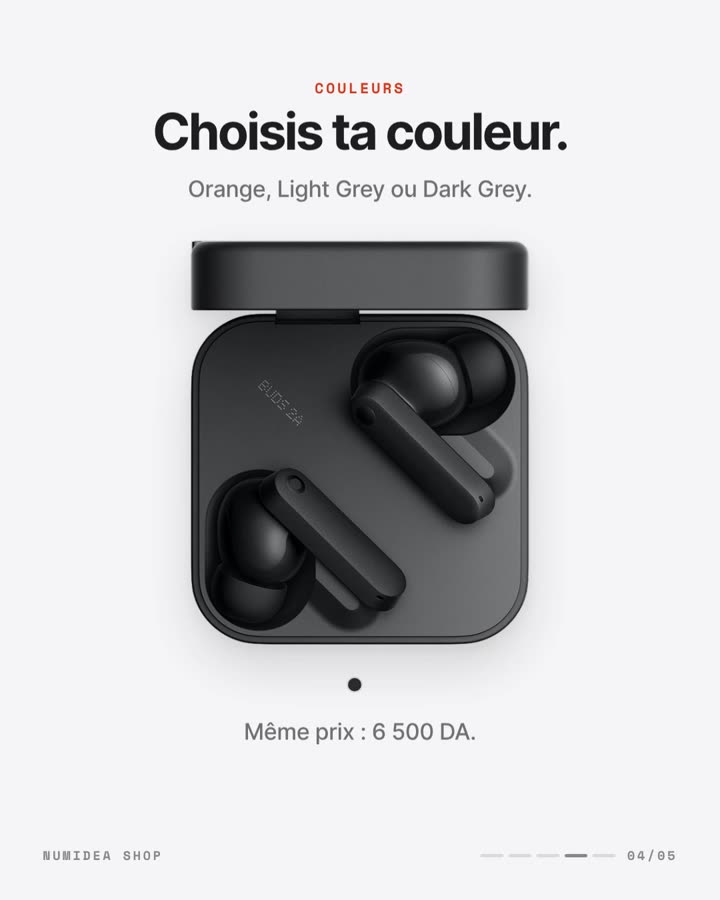 COULEURS
Choisis ta couleur.
Orange, Light Grey ou Dark Grey.
BUDS 2A
Même prix : 6 500 DA.
NUMIDEA SHOP
04/05